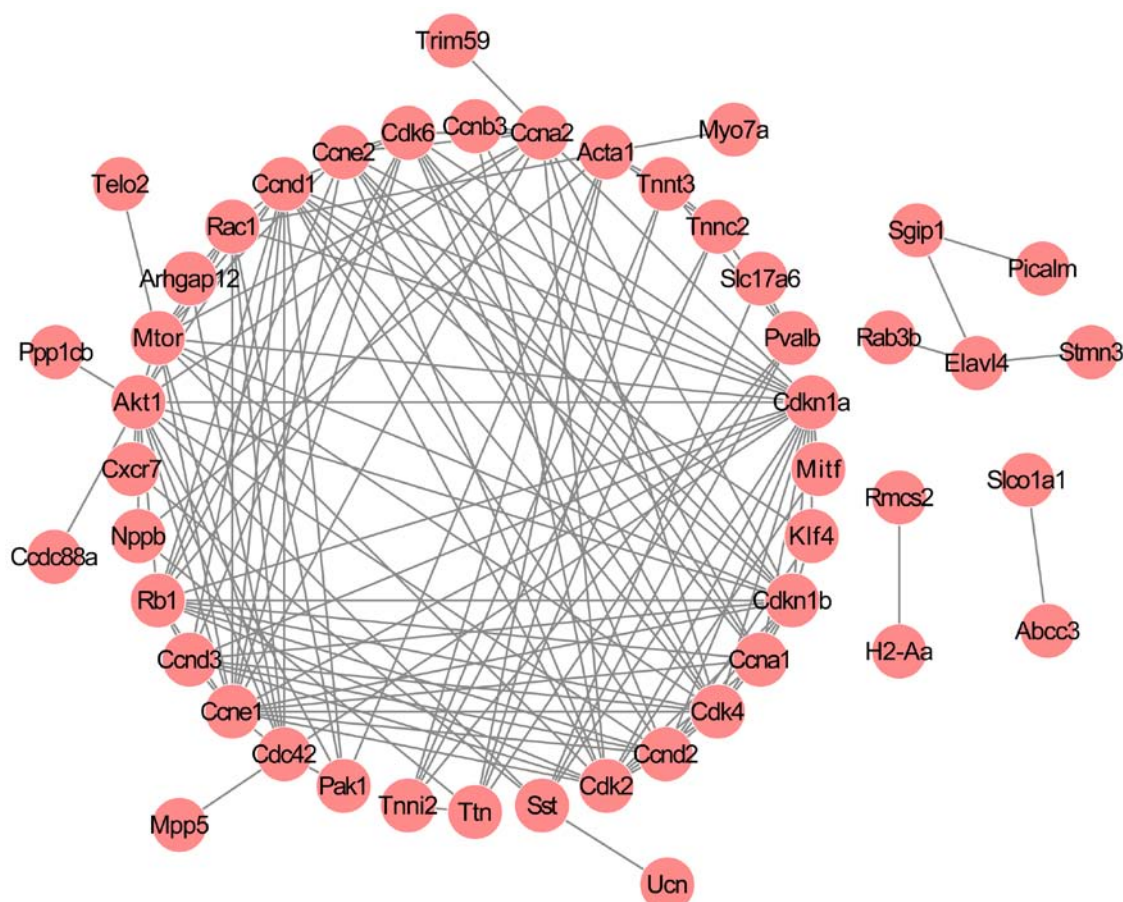 Trim59
Ccnb3
Cdk6
Ccna2
Myo7a
Ccne2
Acta1
Telo2
Ccnd1
Tnnt3
Rac1
Tnnc2
Sgip1
Picalm
Arhgap12
Slc17a6
Mtor
Pvalb
Rab3b
Ppp1cb
Elavl4
Stmn3
Akt1
Cdkn1a
Cxcr7
Mitf
Rmcs2
Slco1a1
Nppb
Klf4
Ccdc88a
Rb1
Cdkn1b
Ccnd3
Ccna1
H2-Aa
Abcc3
Ccne1
Cdk4
Cdc42
Ccnd2
Pak1
Cdk2
Tnni2
Ttn
Sst
Mpp5
Ucn